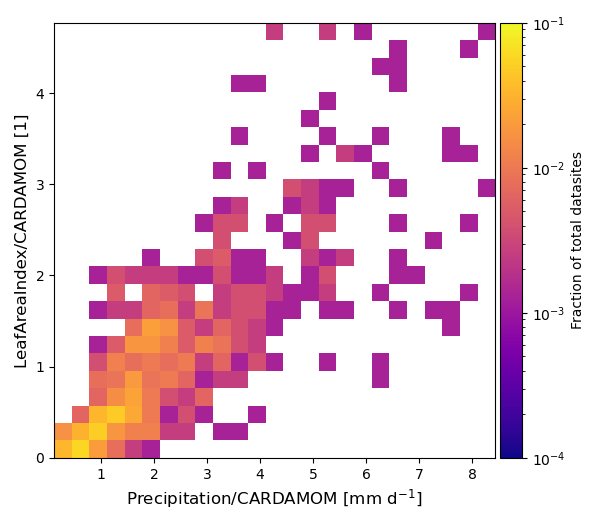 10⁻¹
4
10⁻²
3
2
10⁻³
1
0
10⁻⁴
1 2 3 4 5 6 7 8
LeafAreaIndex/CARDAMOM [1]
Precipitation/CARDAMOM [mm d⁻¹]
Fraction of total datasites